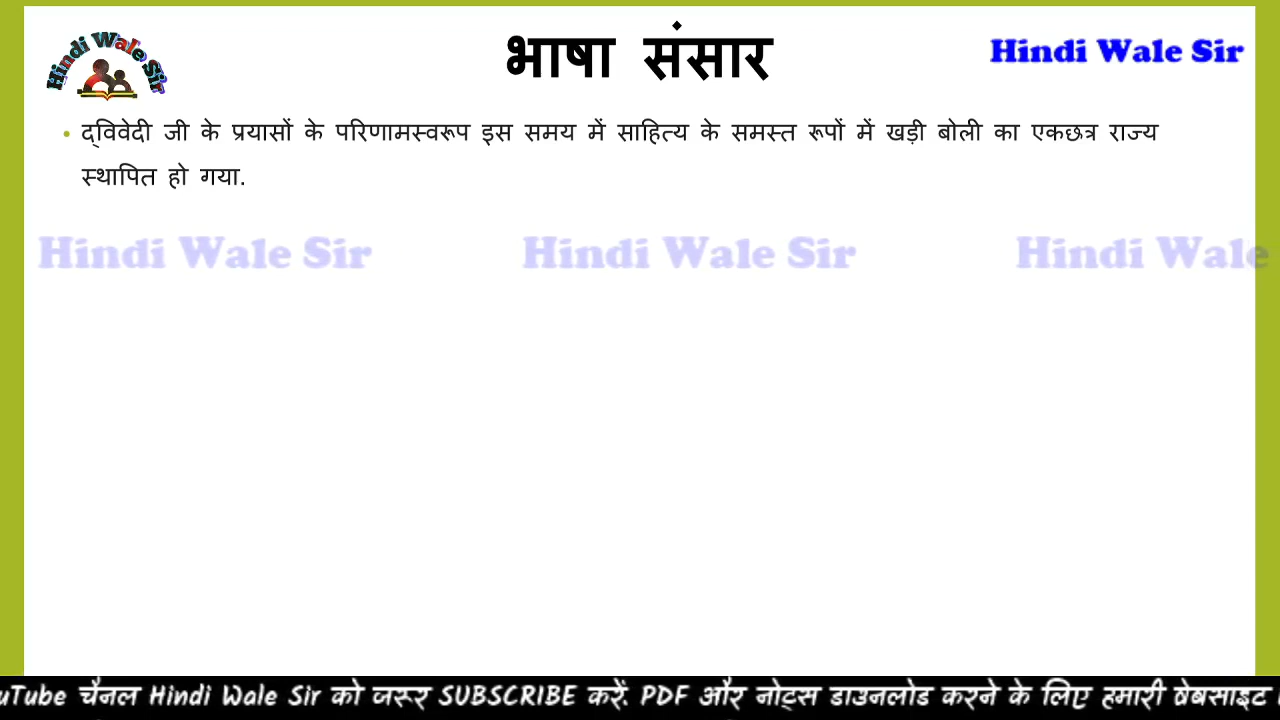 Hindi Wale Sir
भाषा संसार
Hindi Wale Sir
• द्विवेदी जी के प्रयासों के परिणामस्वरूप इस समय में साहित्य के समस्त रूपों में खड़ी बोली का एकछत्र राज्य
स्थापित हो गया.
Hindi Wale Sir Hindi Wale Sir Hindi Wale
uTube चैनल Hindi Wale Sir को जरूर SUBSCRIBE करें. PDF और नोट्स डाउनलोड करने के लिए हमारी वेबसाइट